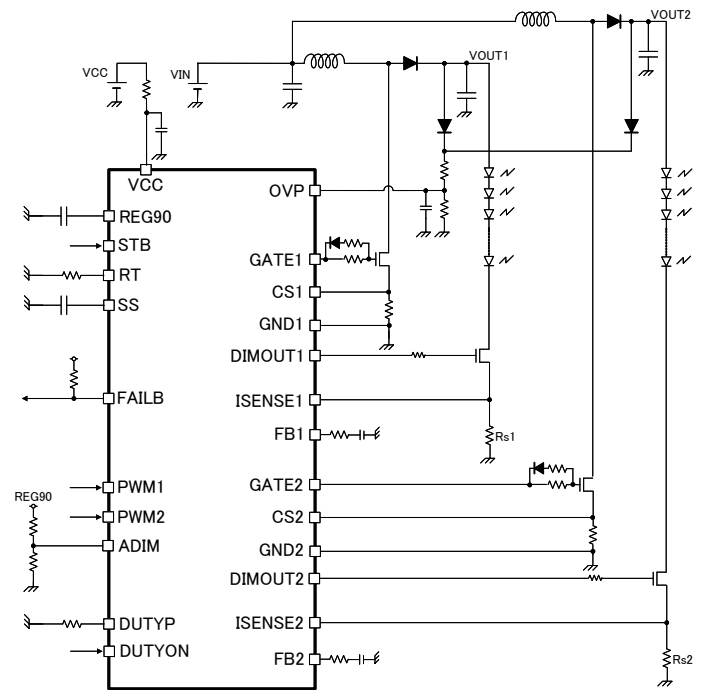 VOUT2
VOUT1
VCC
VIN
VCC
OVP
REG90
STB
GATE1
RT
CS1
SS
GND1
DIMOUT1
FAILB
ISENSE1
FB1
Rs1
PWM1
GATE2
REG90
PWM2
CS2
ADIM
GND2
DIMOUT2
DUTYP
ISENSE2
DUTYON
FB2
Rs2